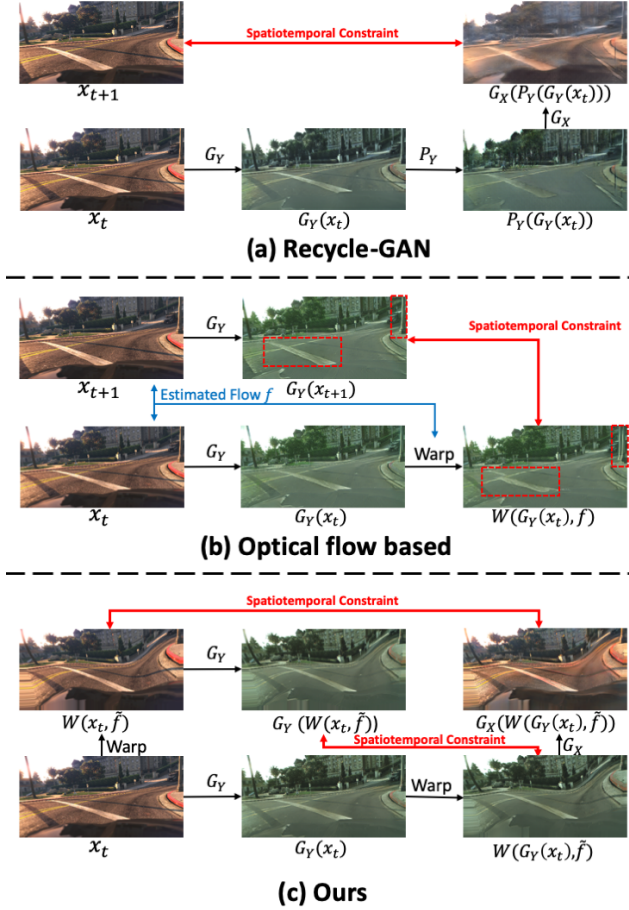 Spatiotemporal Constraint
x_{t+1}
G_X(P_Y(G_Y(x_t)))
G_X
G_Y
P_Y
x_t
G_Y(x_t)
P_Y(G_Y(x_t))
(a) Recycle-GAN
G_Y
Spatiotemporal Constraint
x_{t+1}
G_Y(x_{t+1})
Estimated Flow f
G_Y
Warp
x_t
G_Y(x_t)
W(G_Y(x_t), f)
(b) Optical flow based
Spatiotemporal Constraint
G_Y
W(x_t, f̃)
G_Y (W(x_t, f̃))
G_X(W(G_Y(x_t), f̃))
Warp
Spatiotemporal Constraint
G_X
G_Y
Warp
x_t
G_Y(x_t)
W(G_Y(x_t), f̃)
(c) Ours